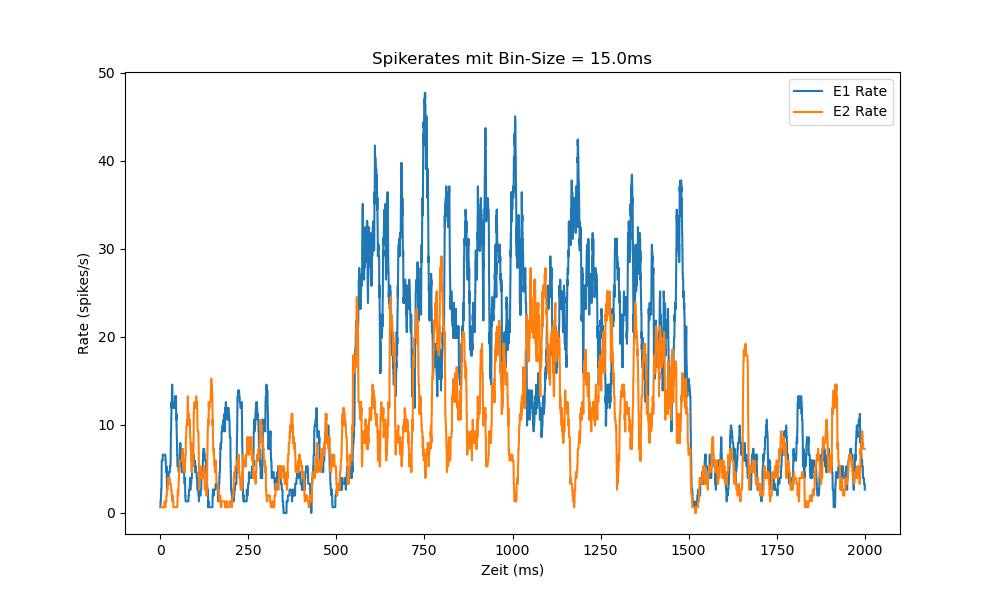 Spikerates mit Bin-Size = 15.0ms
E1 Rate
E2 Rate
Rate (spikes/s)
50
40
30
20
10
0
0 250 500 750 1000 1250 1500 1750 2000
Zeit (ms)